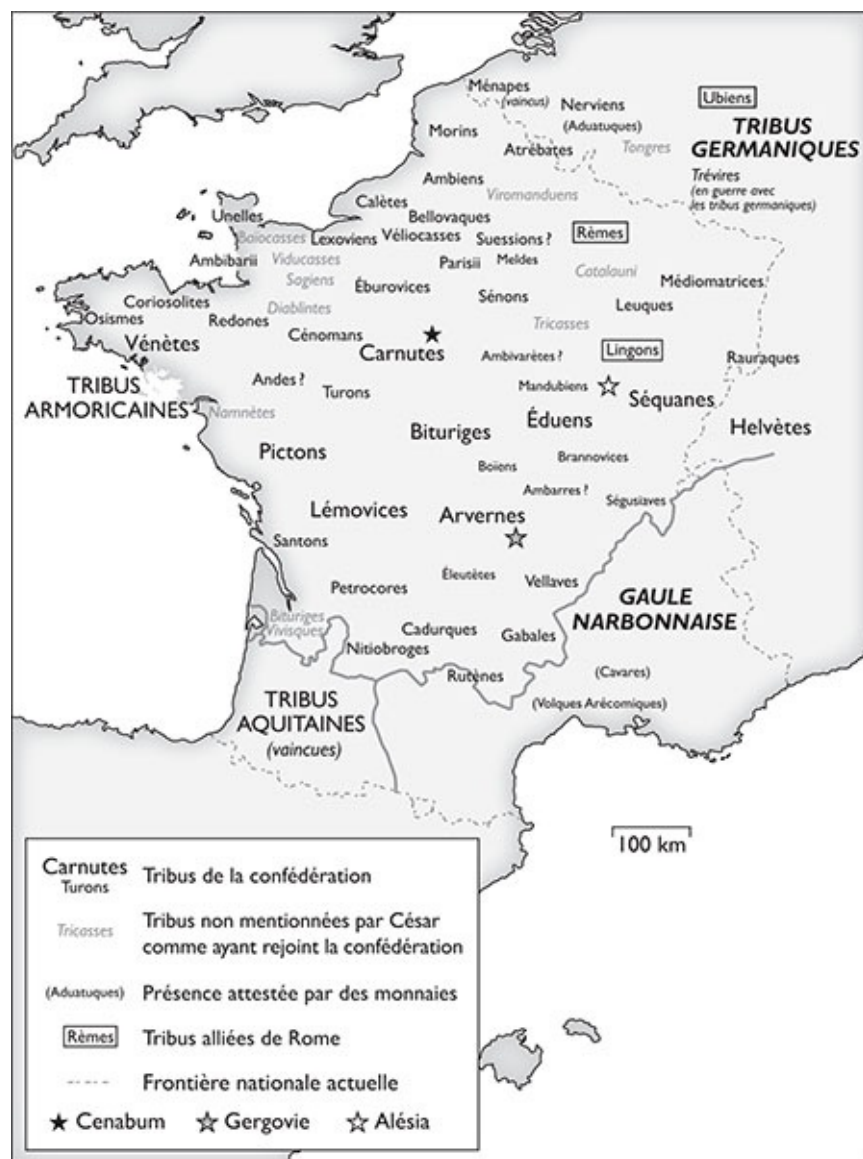 Ménapes
(vaincus)
Nerviens
(Aduatuques)
Ubiens
TRIBUS
GERMANIQUES
Morins
Atrébates
Tongres
Trévires
(en guerre avec
les tribus germaniques)
Ambiens
Viromanduens
Calètes
Bellovaques
Unelles
Baiocasses
Lexoviens
Véliocasses
Suessions ?
Rèmes
Ambibarii
Viducasses
Parisii
Meldes
Sagiens
Catalauni
Médiomatrices
Éburovices
Coriosolites
Diablintes
Sénons
Leuques
Osismes
Redones
Cénomans
Tricasses
Vénètes
Carnutes
Ambivarètes ?
Lingons
Rauraques
TRIBUS
ARMORICAINES
Andes ?
Turons
Mandubiens
Séquanes
Namnètes
Bituriges
Éduens
Helvètes
Pictons
Boïens
Brannovices
Ambarres ?
Ségusiaves
Lémovices
Arvernes
Santons
Éleutètes
Vellaves
Petrocores
GAULE
NARBONNAISE
Bituriges
Vivisques
Cadurques
Gabales
Nitiobroges
Rutènes
(Cavares)
(Volques Arécomiques)
TRIBUS
AQUITAINES
(vaincues)
100 km
Carnutes
Turons
Tribus de la confédération
Tricasses
Tribus non mentionnées par César
comme ayant rejoint la confédération
(Aduatuques) Présence attestée par des monnaies
Rèmes Tribus alliées de Rome
Frontière nationale actuelle
Cenabum Gergovie Alésia